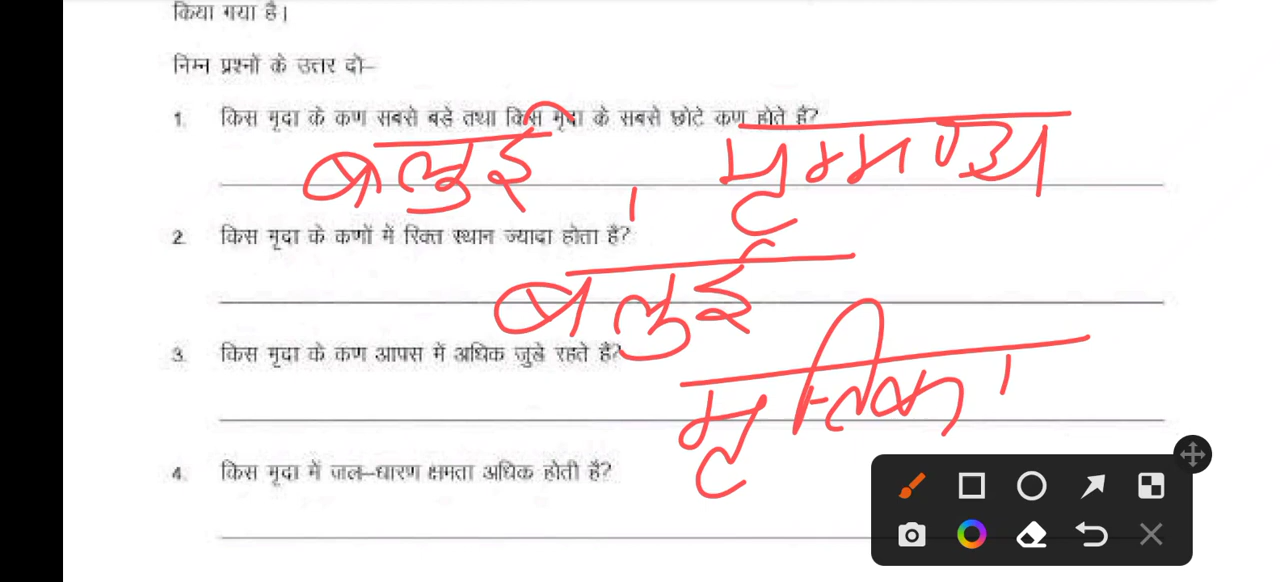 किया गया है।
निम्न प्रश्नों के उत्तर दो–
1. किस मृदा के कण सबसे बड़े तथा किस मृदा के सबसे छोटे कण होते हैं?
बलुई,
2. किस मृदा के कणों में रिक्त स्थान ज्यादा होता है?
बलुई
3. किस मृदा के कण आपस में अधिक जुड़े रहते हैं?
4. किस मृदा में जल–धारण क्षमता अधिक होती है?